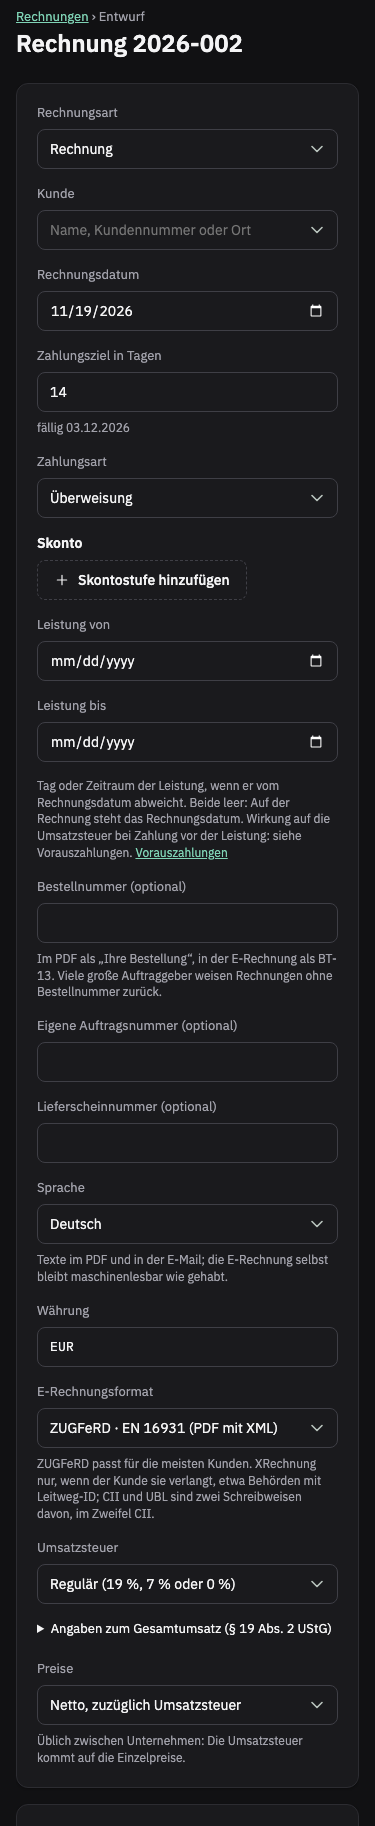 Rechnungen › Entwurf
Rechnung 2026-002
Rechnungsart
Rechnung
Kunde
Name, Kundennummer oder Ort
Rechnungsdatum
11/19/2026
Zahlungsziel in Tagen
14
fällig 03.12.2026
Zahlungsart
Überweisung
Skonto
+ Skontostufe hinzufügen
Leistung von
mm/dd/yyyy
Leistung bis
mm/dd/yyyy
Tag oder Zeitraum der Leistung, wenn er vom
Rechnungsdatum abweicht. Beide leer: Auf der
Rechnung steht das Rechnungsdatum. Wirkung auf die
Umsatzsteuer bei Zahlung vor der Leistung: siehe
Vorauszahlungen. Vorauszahlungen
Bestellnummer (optional)
Im PDF als „Ihre Bestellung“, in der E-Rechnung als BT-
13. Viele große Auftraggeber weisen Rechnungen ohne
Bestellnummer zurück.
Eigene Auftragsnummer (optional)
Lieferscheinnummer (optional)
Sprache
Deutsch
Texte im PDF und in der E-Mail; die E-Rechnung selbst
bleibt maschinenlesbar wie gehabt.
Währung
EUR
E-Rechnungsformat
ZUGFeRD · EN 16931 (PDF mit XML)
ZUGFeRD passt für die meisten Kunden. XRechnung
nur, wenn der Kunde sie verlangt, etwa Behörden mit
Leitweg-ID; CII und UBL sind zwei Schreibweisen
davon, im Zweifel CII.
Umsatzsteuer
Regulär (19 %, 7 % oder 0 %)
Angaben zum Gesamtumsatz (§ 19 Abs. 2 UStG)
Preise
Netto, zuzüglich Umsatzsteuer
Üblich zwischen Unternehmen: Die Umsatzsteuer
kommt auf die Einzelpreise.